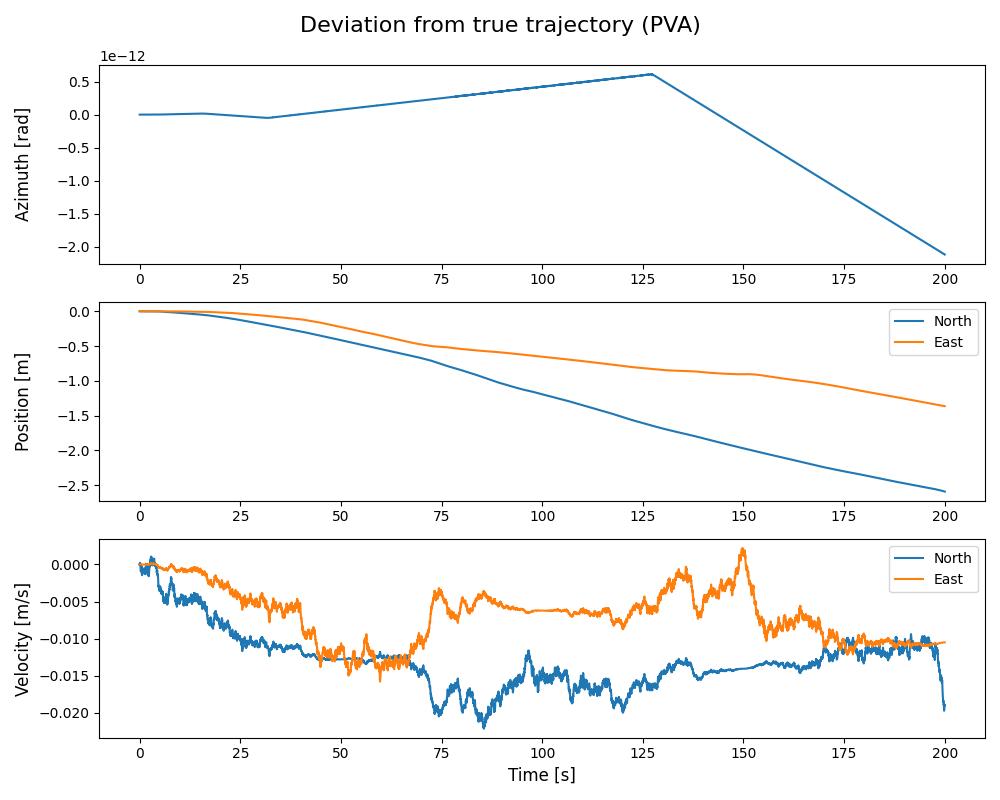 Deviation from true trajectory (PVA)
1e−12
0.5
0.0
−0.5
−1.0
−1.5
−2.0
Azimuth [rad]
0 25 50 75 100 125 150 175 200
0.0
−0.5
−1.0
−1.5
−2.0
−2.5
Position [m]
North
East
0 25 50 75 100 125 150 175 200
0.000
−0.005
−0.010
−0.015
−0.020
Velocity [m/s]
North
East
0 25 50 75 100 125 150 175 200
Time [s]